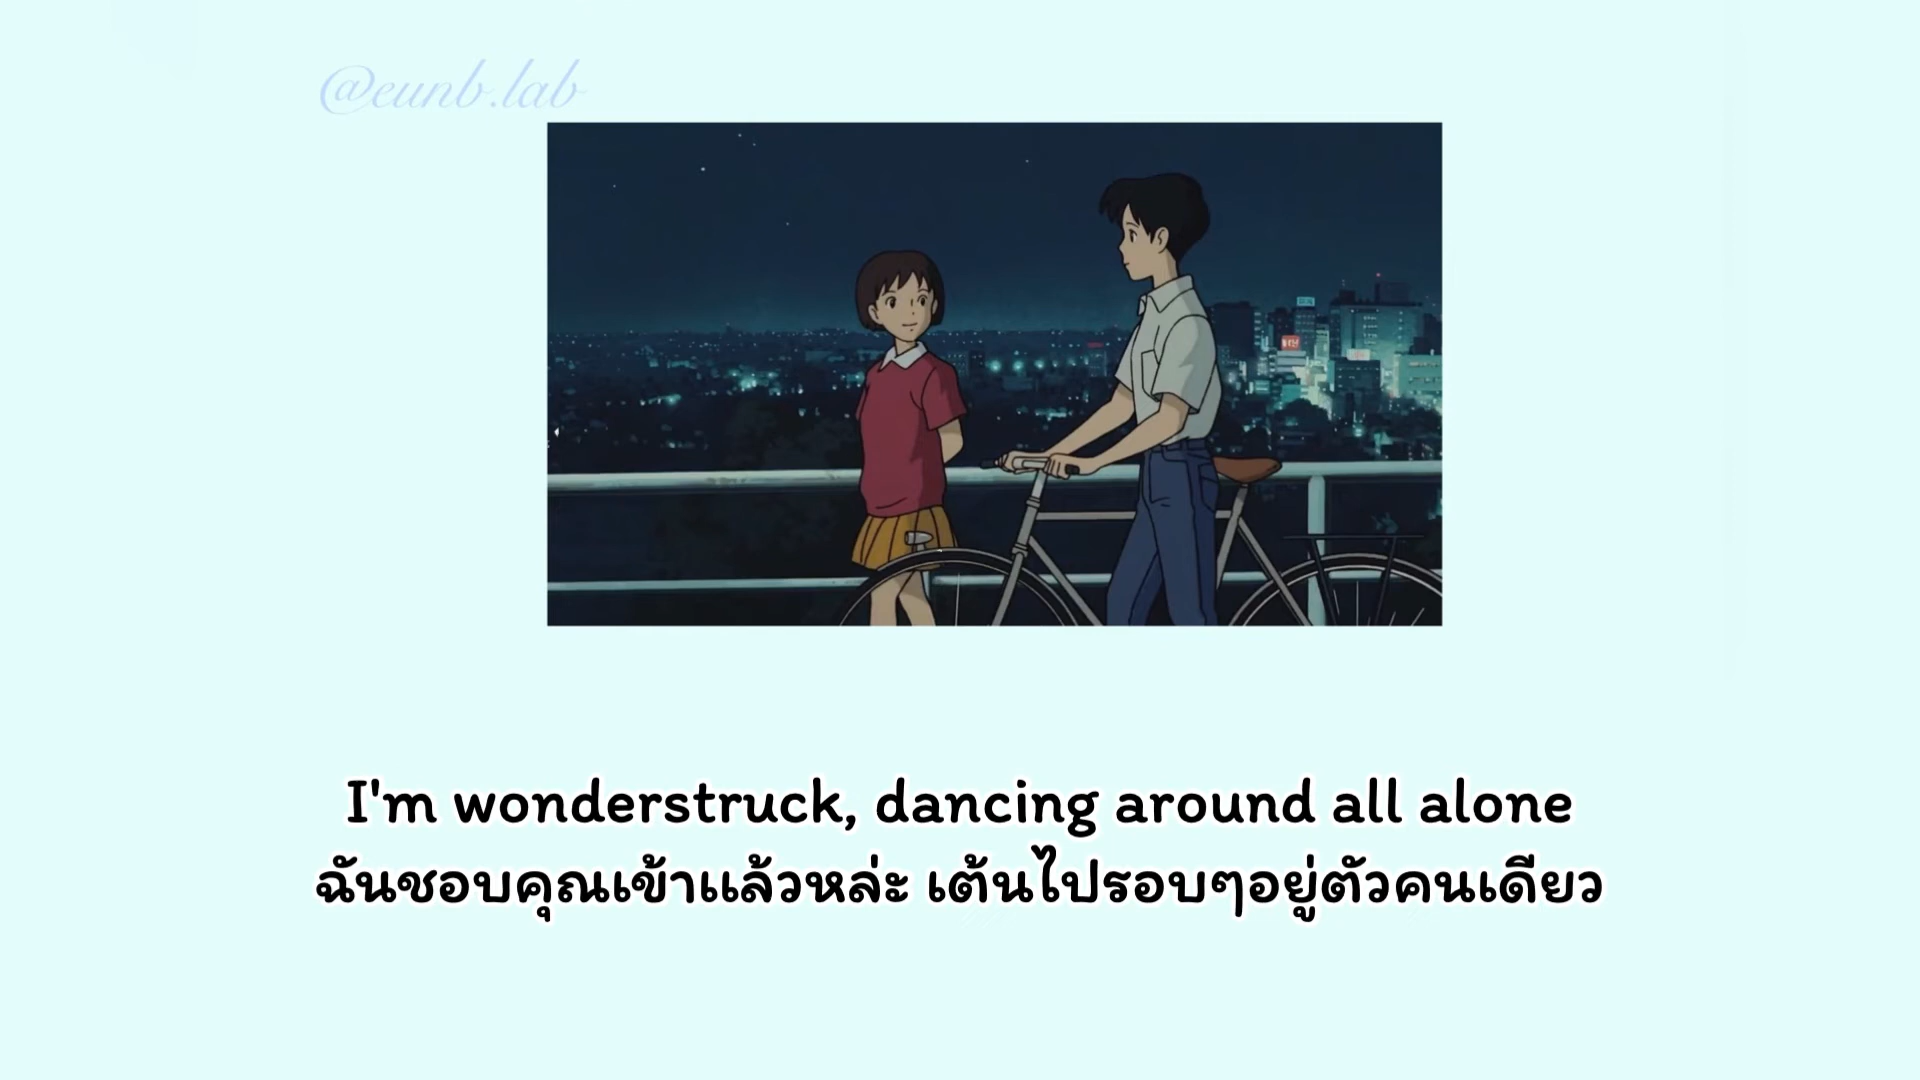 @eunb.lab
I'm wonderstruck, dancing around all alone
ฉันชอบคุณเข้าแล้วหล่ะ เต้นไปรอบๆอยู่ตัวคนเดียว